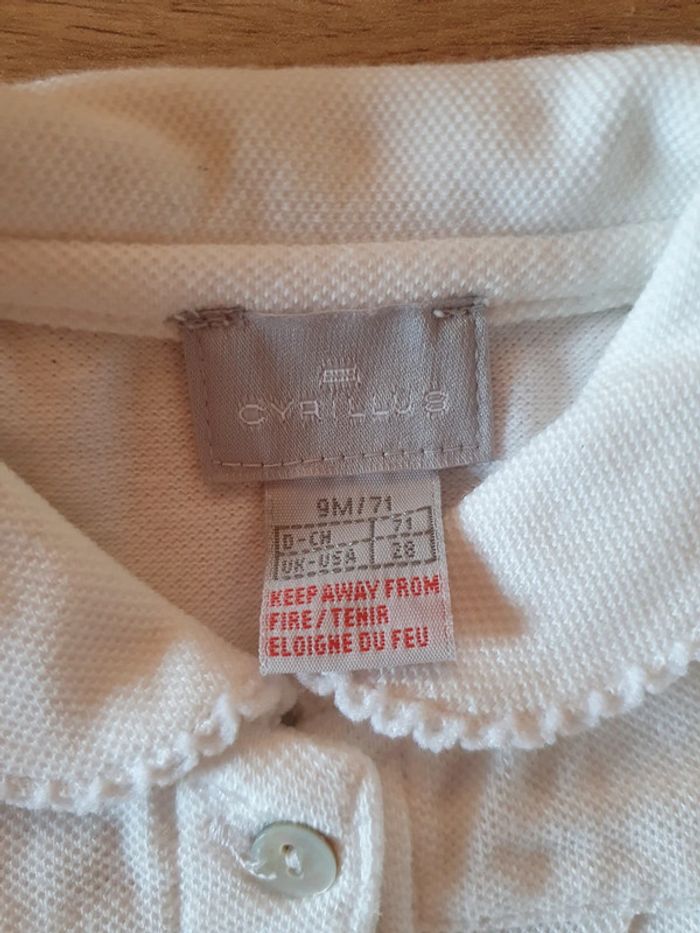 CYRILLUS
9M/71
D-CH 71
UK-USA 28
KEEP AWAY FROM
FIRE/TENIR
ELOIGNE DU FEU